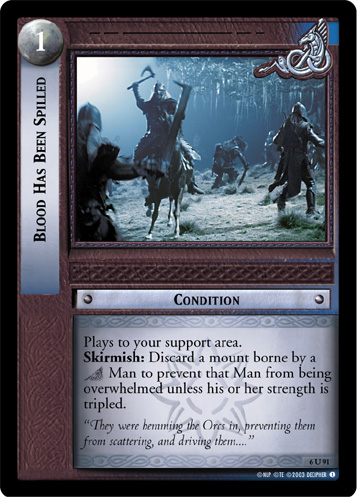 1
BLOOD HAS BEEN SPILLED
CONDITION
Plays to your support area.
Skirmish: Discard a mount borne by a
Man to prevent that Man from being
overwhelmed unless his or her strength is
tripled.
"They were hemming the Orcs in, preventing them
from scattering, and driving them...."
6 U 91
©NLP ©TE ©2003 DECIPHER